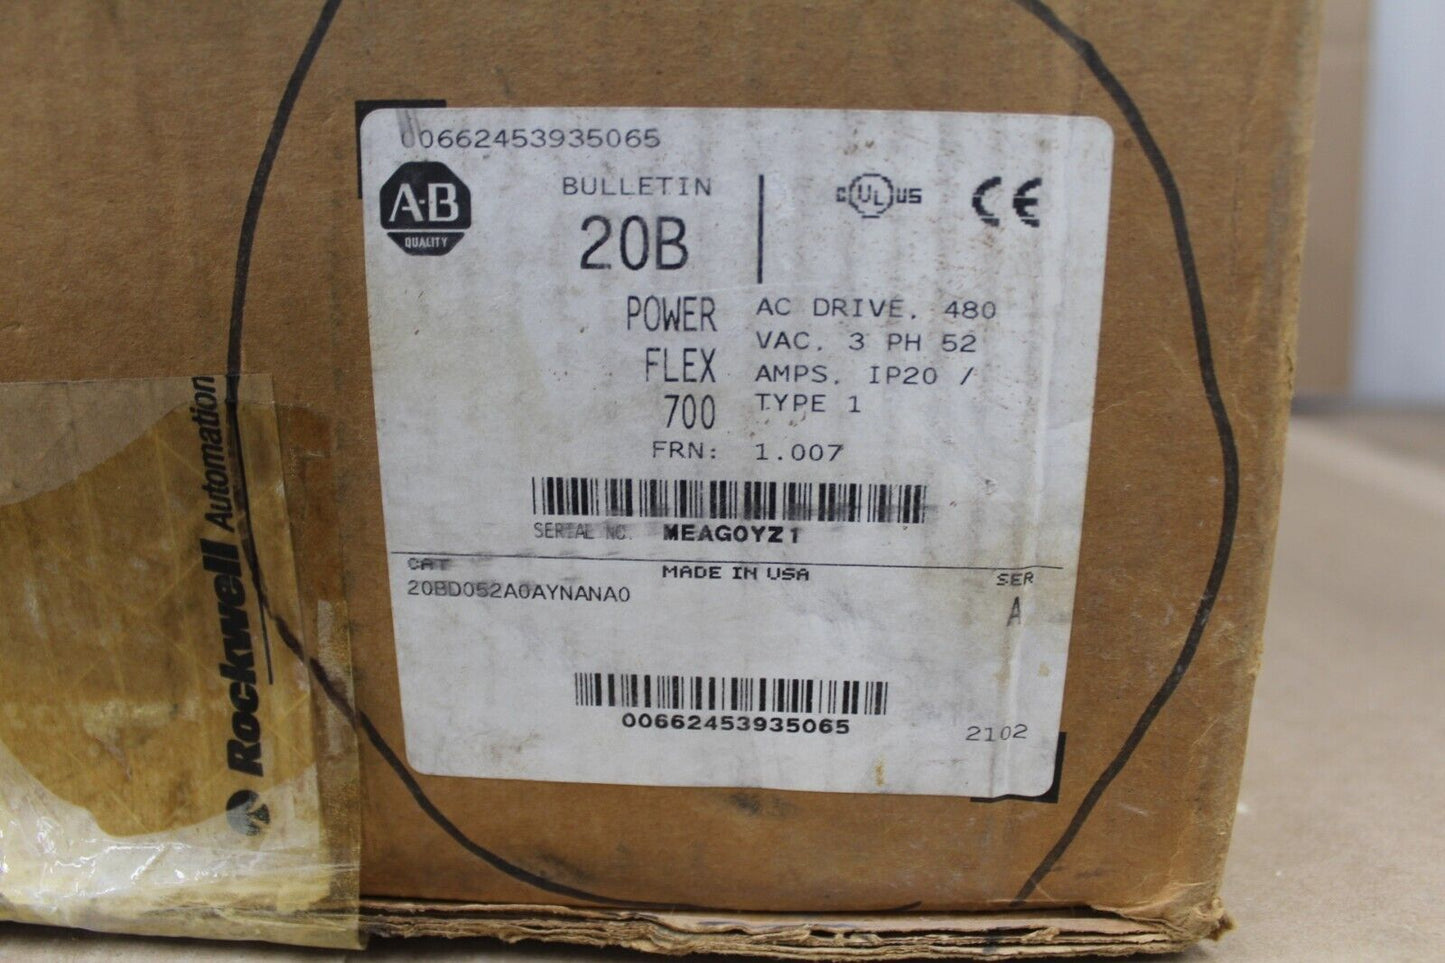 00662453935065
A-B
QUALITY
BULLETIN
20B
c UL us
CE
POWER
FLEX
700
AC DRIVE, 480
VAC, 3 PH 52
AMPS, IP20 /
TYPE 1
FRN: 1.007
SERIAL NO. MEAG0YZ1
CAT
MADE IN USA
SER
20BD052A0AYNANA0
A
00662453935065
2102
Rockwell Automation